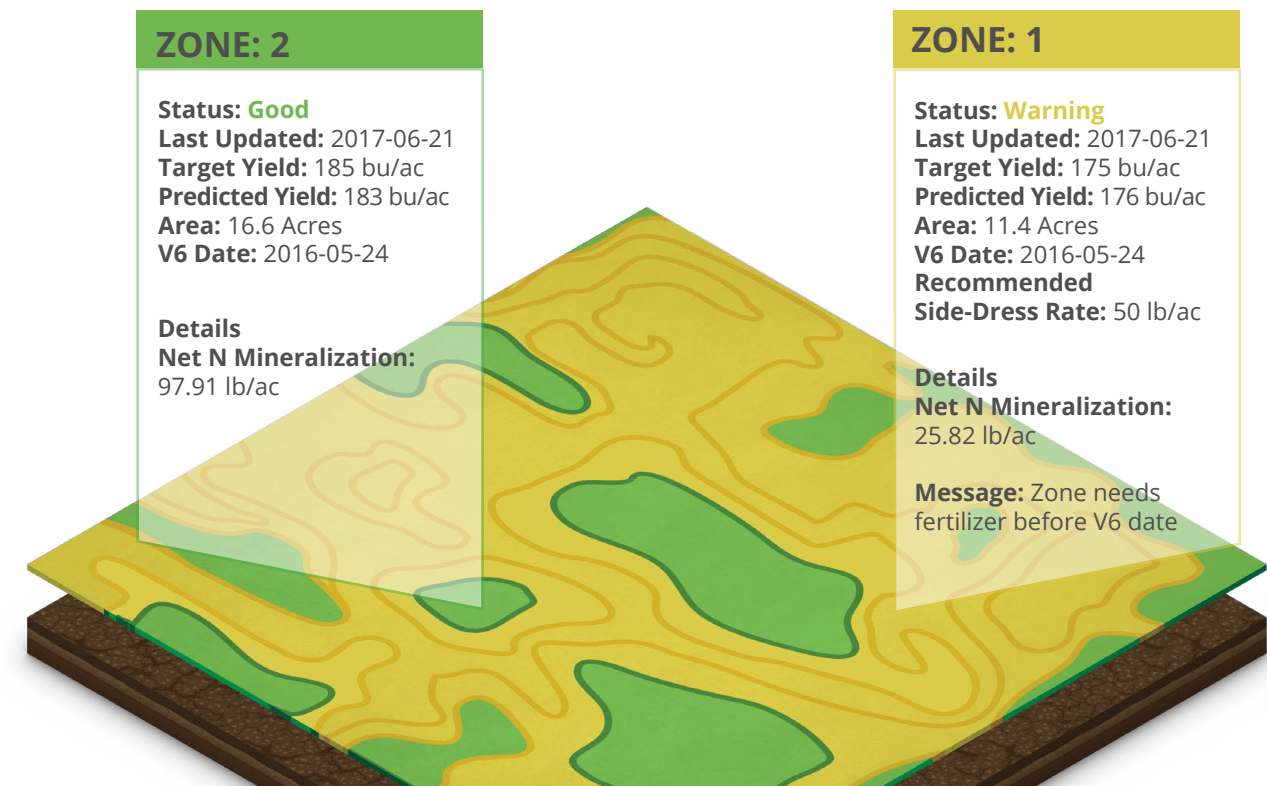 ZONE: 2
Status: Good
Last Updated: 2017-06-21
Target Yield: 185 bu/ac
Predicted Yield: 183 bu/ac
Area: 16.6 Acres
V6 Date: 2016-05-24
Details
Net N Mineralization:
97.91 lb/ac
ZONE: 1
Status: Warning
Last Updated: 2017-06-21
Target Yield: 175 bu/ac
Predicted Yield: 176 bu/ac
Area: 11.4 Acres
V6 Date: 2016-05-24
Recommended
Side-Dress Rate: 50 lb/ac
Details
Net N Mineralization:
25.82 lb/ac
Message: Zone needs
fertilizer before V6 date